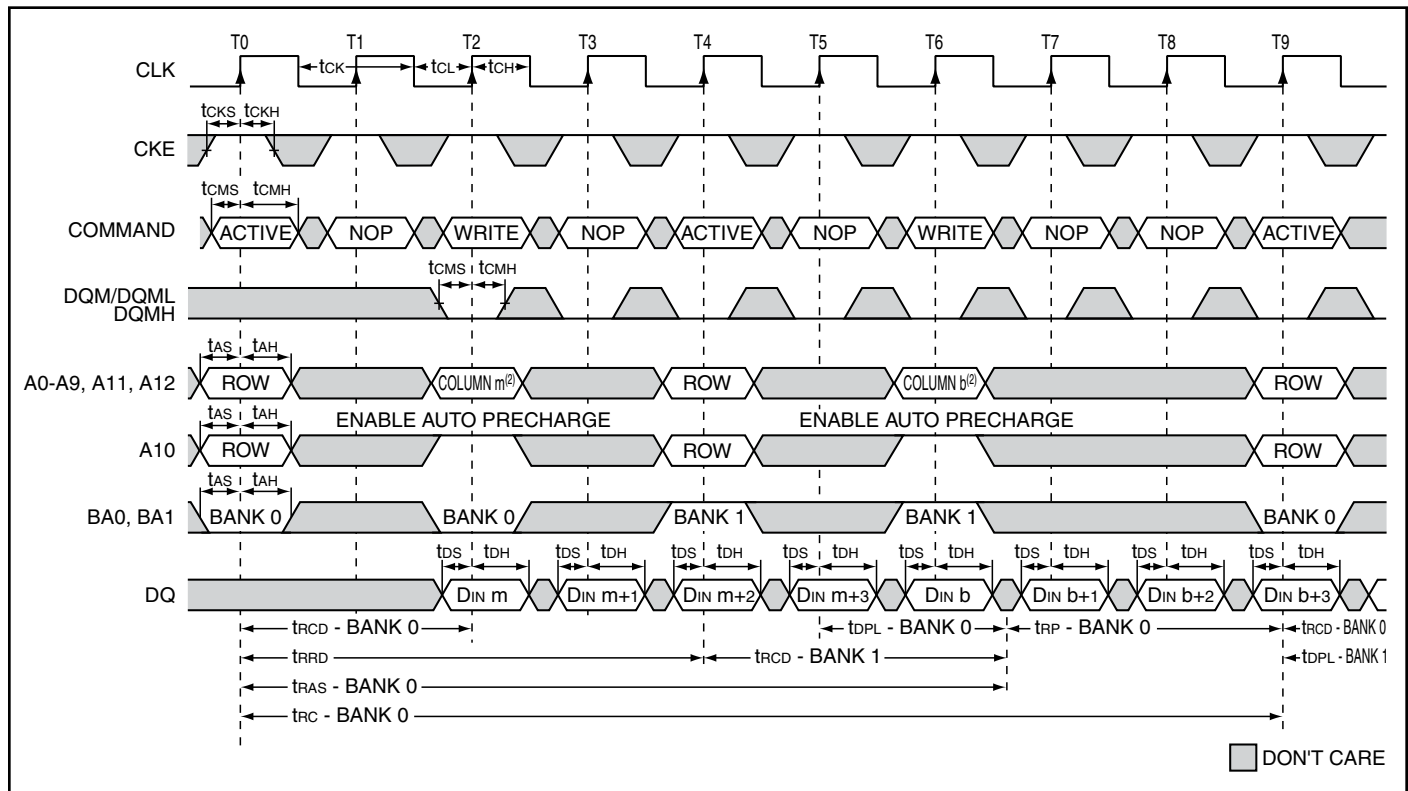 T0 T1 T2 T3 T4 T5 T6 T7 T8 T9
CLK tCK tCL tCH
tCKS tCKH
CKE
tCMS tCMH
COMMAND ACTIVE NOP WRITE NOP ACTIVE NOP WRITE NOP NOP ACTIVE
tCMS tCMH
DQM/DQML
DQMH
tAS tAH
A0-A9, A11, A12 ROW COLUMN m(2) ROW COLUMN b(2) ROW
tAS tAH ENABLE AUTO PRECHARGE ENABLE AUTO PRECHARGE
A10 ROW ROW ROW
tAS tAH
BA0, BA1 BANK 0 BANK 0 BANK 1 BANK 1 BANK 0
tDS tDH tDS tDH tDS tDH tDS tDH tDS tDH tDS tDH tDS tDH tDS tDH
DQ DIN m DIN m+1 DIN m+2 DIN m+3 DIN b DIN b+1 DIN b+2 DIN b+3
tRCD - BANK 0 tDPL - BANK 0 tRP - BANK 0 tRCD - BANK 0
tRRD tRCD - BANK 1 tDPL - BANK 1
tRAS - BANK 0
tRC - BANK 0
DON'T CARE